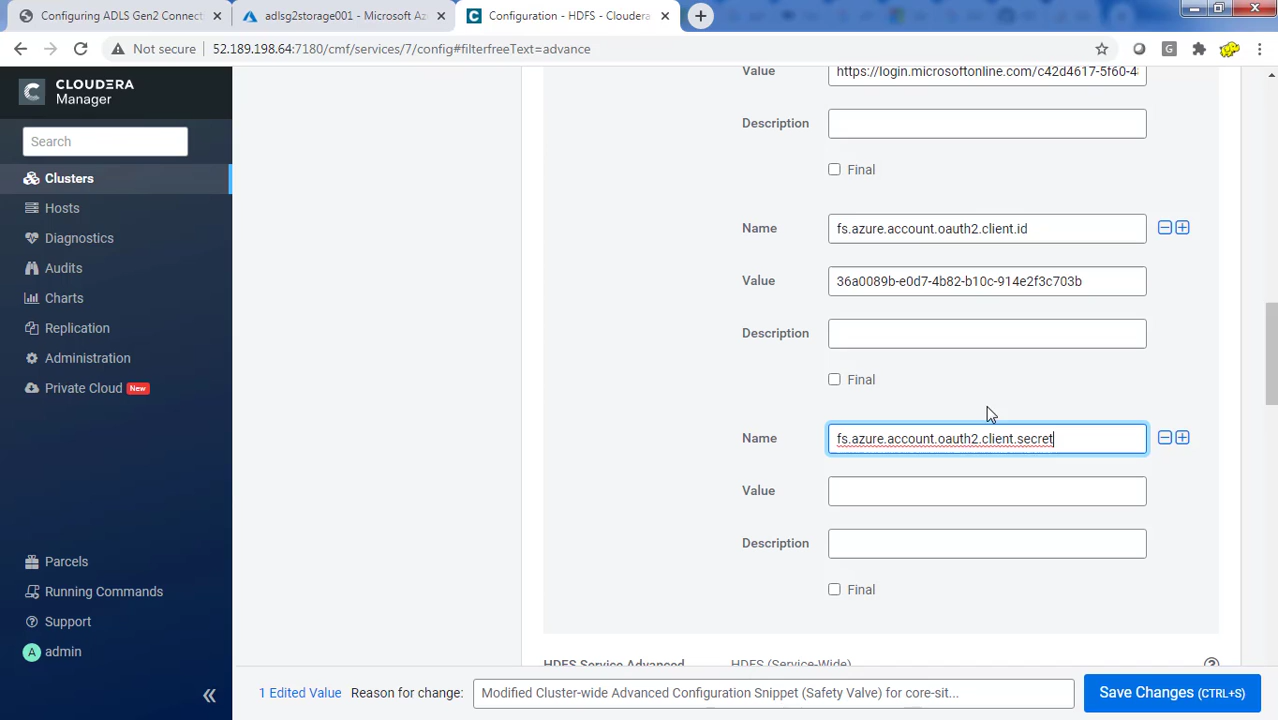 Configuring ADLS Gen2 Connect
adlsg2storage001 - Microsoft Az
Configuration - HDFS - Cloudera
Not secure
52.189.198.64:7180/cmf/services/7/config#filterfreeText=advance
CLOUDERA
Manager
Search
Clusters
Hosts
Diagnostics
Audits
Charts
Replication
Administration
Private Cloud New
Parcels
Running Commands
Support
A admin
Value https://login.microsoftonline.com/c42d4617-5f60-4
Description
Final
Name fs.azure.account.oauth2.client.id
Value 36a0089b-e0d7-4b82-b10c-914e2f3c703b
Description
Final
Name fs.azure.account.oauth2.client.secret
Value
Description
Final
HDFS Service Advanced HDFS (Service-Wide)
1 Edited Value Reason for change: Modified Cluster-wide Advanced Configuration Snippet (Safety Valve) for core-sit... Save Changes (CTRL+S)